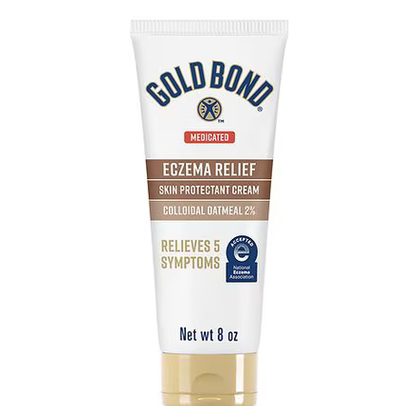 GOLD BOND®
™
MEDICATED
ECZEMA RELIEF
SKIN PROTECTANT CREAM
COLLOIDAL OATMEAL 2%
RELIEVES 5
SYMPTOMS
ACCEPTED
e
National
Eczema
Association
Net wt 8 oz